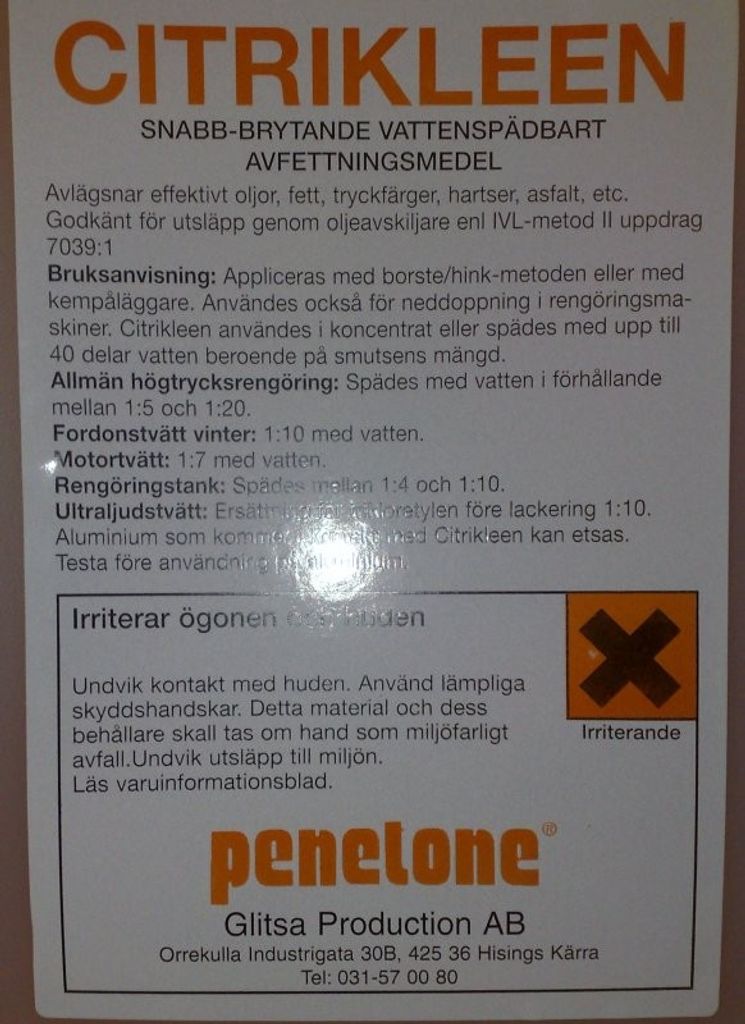 CITRIKLEEN
SNABB-BRYTANDE VATTENSPÄDBART
AVFETTNINGSMEDEL
Avlägsnar effektivt oljor, fett, tryckfärger, hartser, asfalt, etc.
Godkänt för utsläpp genom oljeavskiljare enl IVL-metod II uppdrag
7039:1
Bruksanvisning: Appliceras med borste/hink-metoden eller med
kempåläggare. Användes också för neddoppning i rengöringsma-
skiner. Citrikleen användes i koncentrat eller spädes med upp till
40 delar vatten beroende på smutsens mängd.
Allmän högtrycksrengöring: Spädes med vatten i förhållande
mellan 1:5 och 1:20.
Fordonstvätt vinter: 1:10 med vatten.
Motortvätt: 1:7 med vatten.
Rengöringstank: Spädes mellan 1:4 och 1:10.
Ultraljudstvätt: Ersättning för före lackering 1:10.
Aluminium som kommer i kontakt med Citrikleen kan etsas.
Testa före användning på aluminium.
Irriterar ögonen och huden
Undvik kontakt med huden. Använd lämpliga
skyddshandskar. Detta material och dess
behållare skall tas om hand som miljöfarligt
avfall.Undvik utsläpp till miljön.
Läs varuinformationsblad.
Irriterande
penetone®
Glitsa Production AB
Orrekulla Industrigata 30B, 425 36 Hisings Kärra
Tel: 031-57 00 80